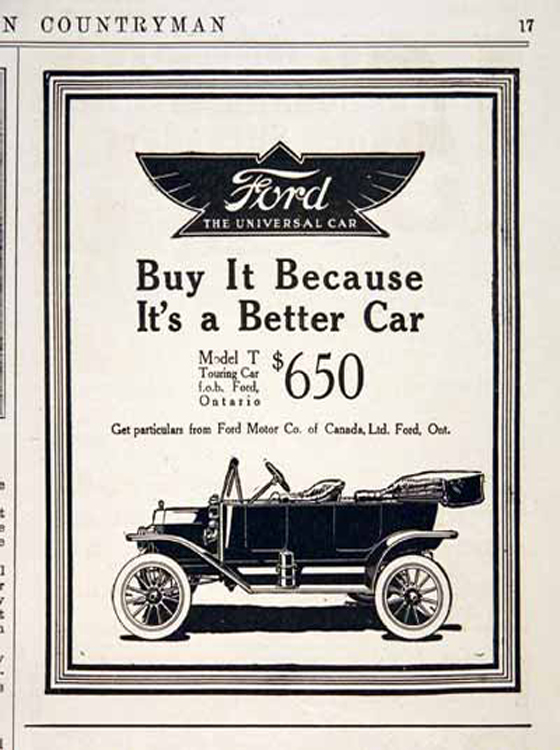 N COUNTRYMAN 17
Ford
THE UNIVERSAL CAR
Buy It Because
It's a Better Car
Model T
Touring Car
f.o.b. Ford,
Ontario
$650
Get particulars from Ford Motor Co. of Canada, Ltd. Ford, Ont.